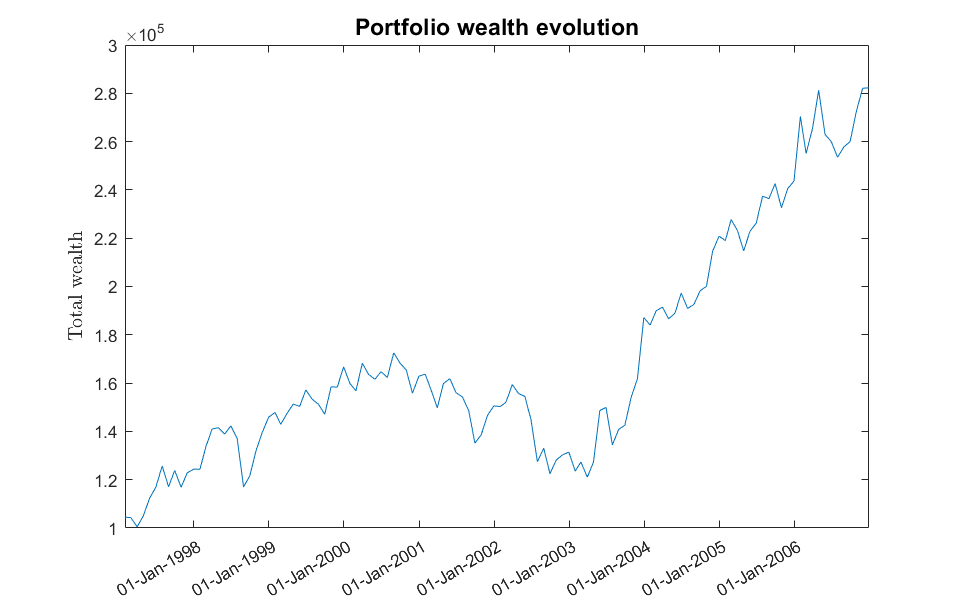 Portfolio wealth evolution
×10^5
3
2.8
2.6
2.4
2.2
2
1.8
1.6
1.4
1.2
1
Total wealth
01-Jan-1998
01-Jan-1999
01-Jan-2000
01-Jan-2001
01-Jan-2002
01-Jan-2003
01-Jan-2004
01-Jan-2005
01-Jan-2006